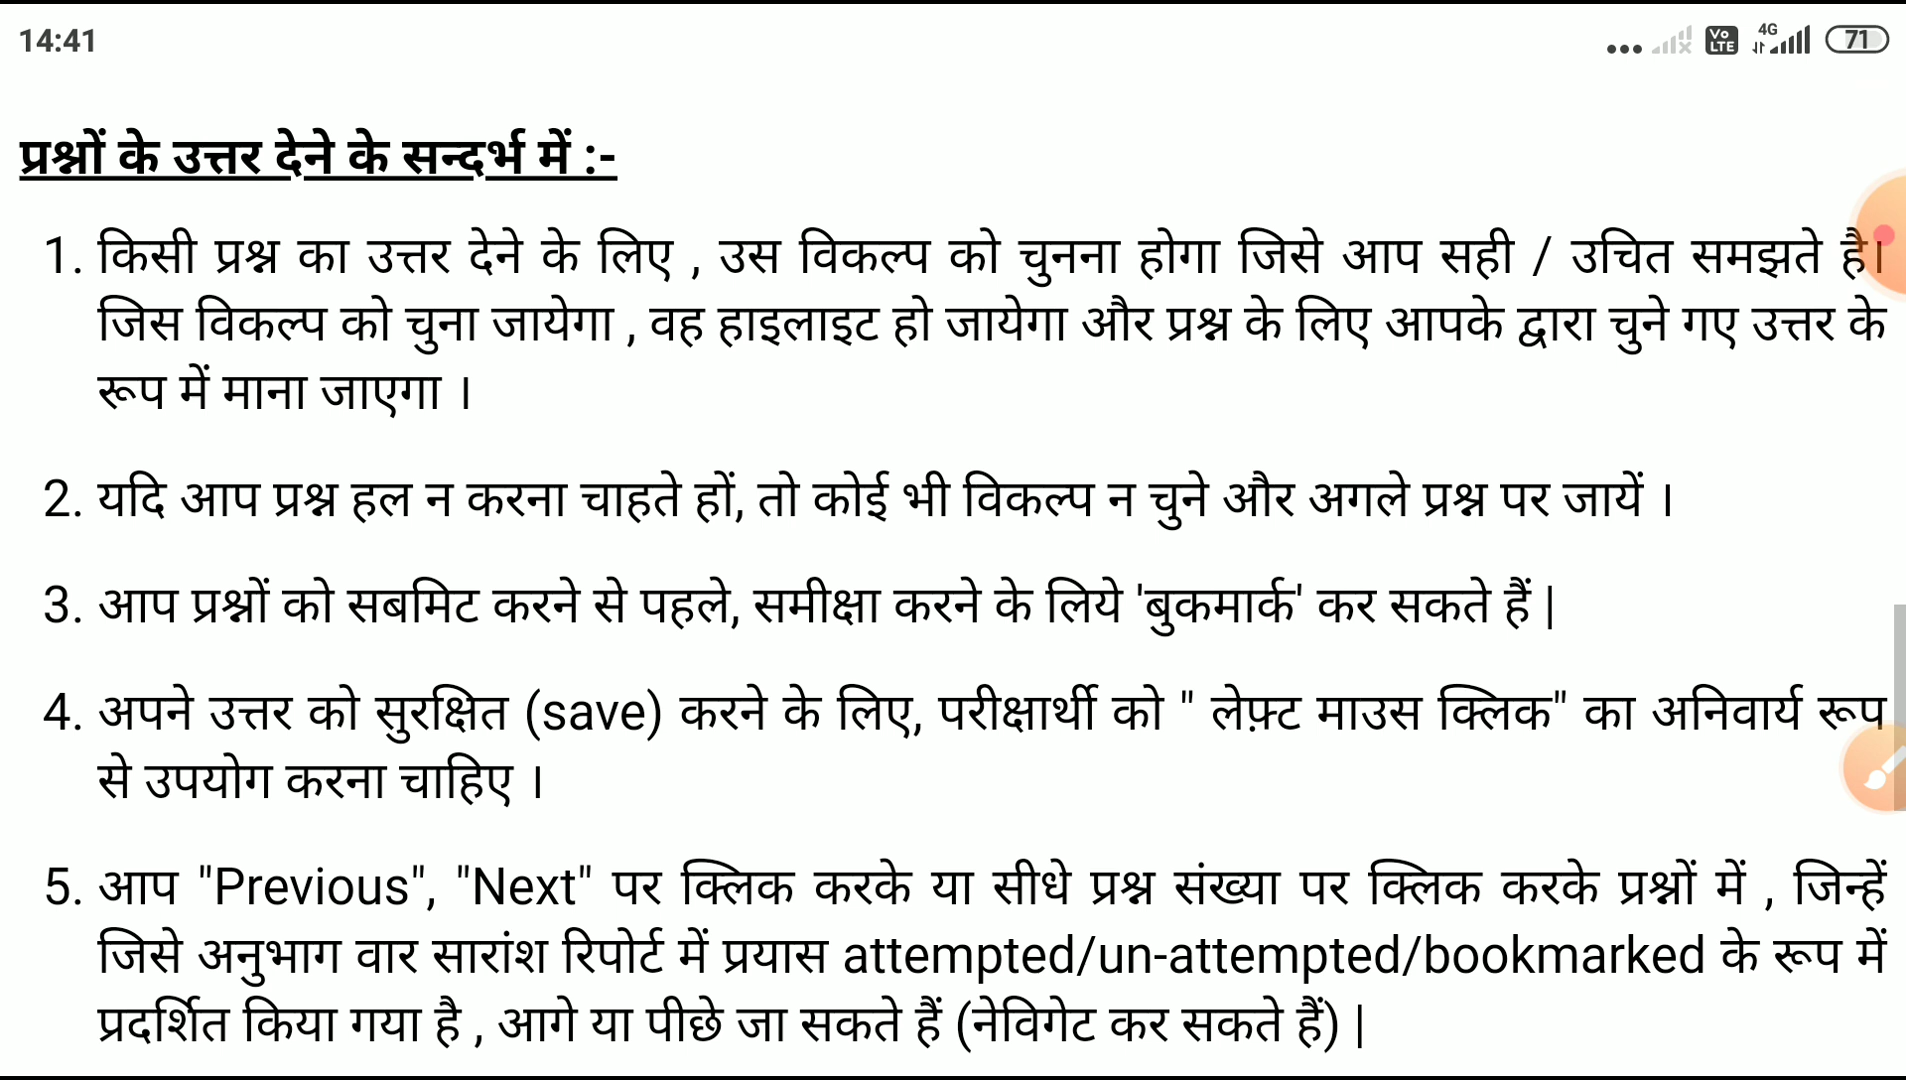 14:41
Vo LTE 4G 71
प्रश्नों के उत्तर देने के सन्दर्भ में :-
1. किसी प्रश्न का उत्तर देने के लिए , उस विकल्प को चुनना होगा जिसे आप सही / उचित समझते है।
जिस विकल्प को चुना जायेगा , वह हाइलाइट हो जायेगा और प्रश्न के लिए आपके द्वारा चुने गए उत्तर के
रूप में माना जाएगा ।
2. यदि आप प्रश्न हल न करना चाहते हों, तो कोई भी विकल्प न चुने और अगले प्रश्न पर जायें ।
3. आप प्रश्नों को सबमिट करने से पहले, समीक्षा करने के लिये 'बुकमार्क' कर सकते हैं |
4. अपने उत्तर को सुरक्षित (save) करने के लिए, परीक्षार्थी को " लेफ़्ट माउस क्लिक" का अनिवार्य रूप
से उपयोग करना चाहिए ।
5. आप "Previous", "Next" पर क्लिक करके या सीधे प्रश्न संख्या पर क्लिक करके प्रश्नों में , जिन्हें
जिसे अनुभाग वार सारांश रिपोर्ट में प्रयास attempted/un-attempted/bookmarked के रूप में
प्रदर्शित किया गया है , आगे या पीछे जा सकते हैं (नेविगेट कर सकते हैं) |